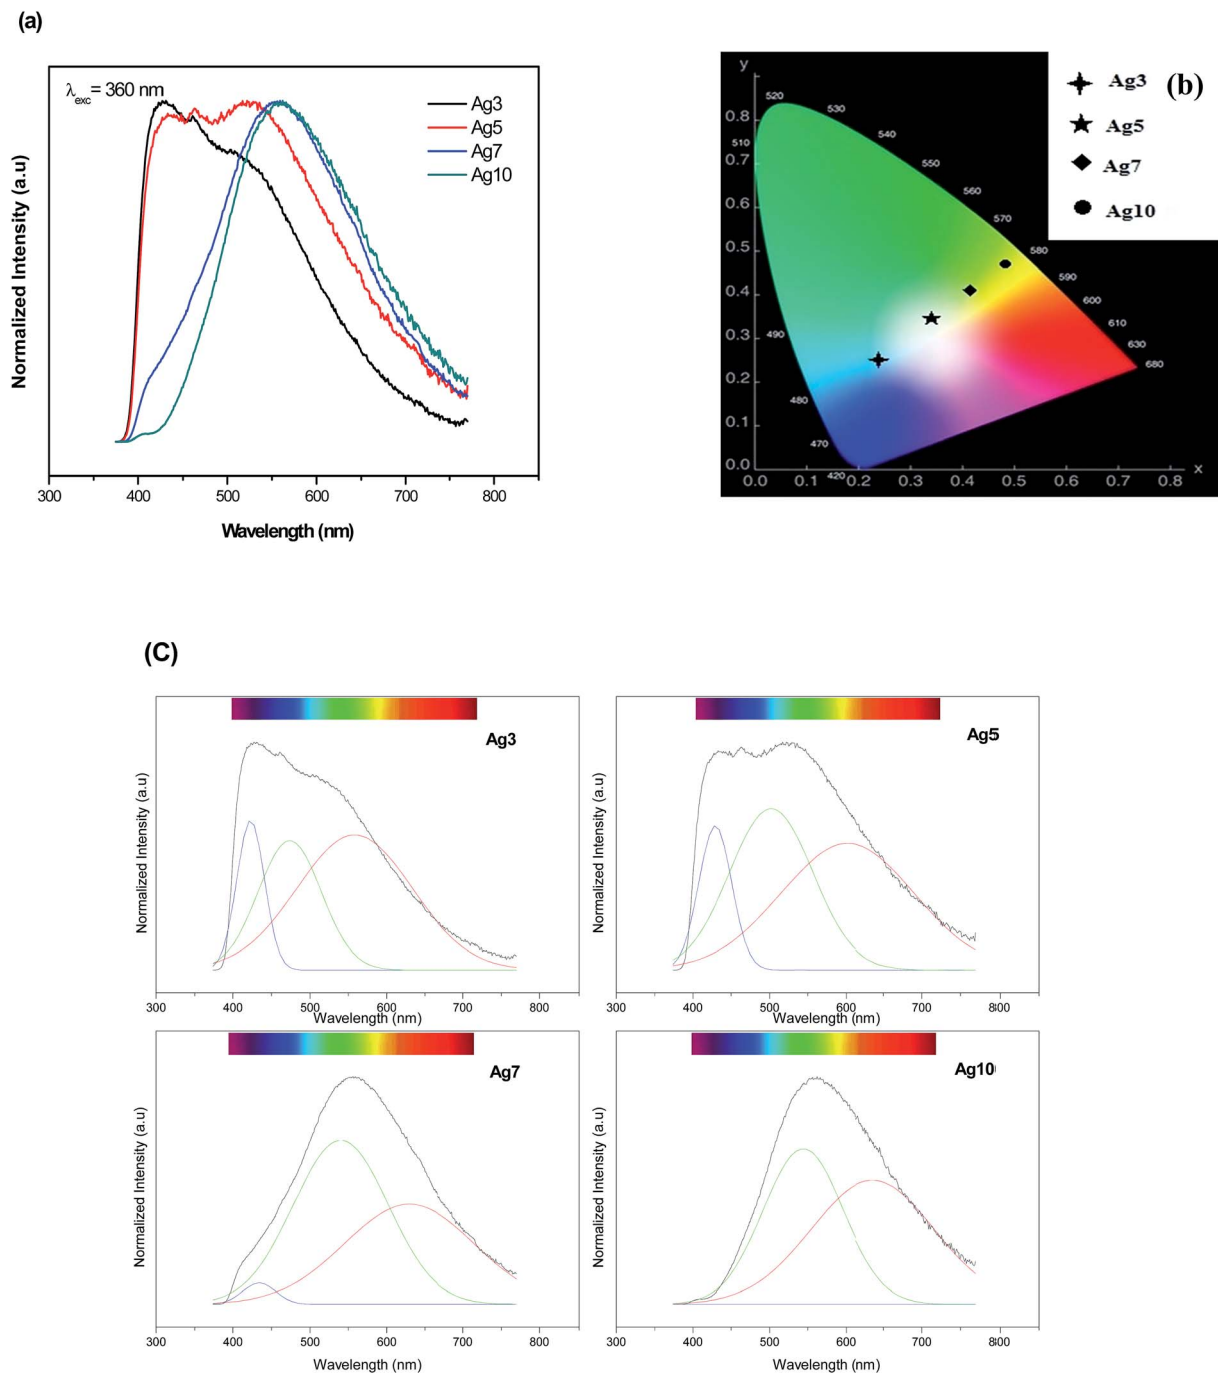 (a)
λexc= 360 nm
Ag3
Ag5
Ag7
Ag10
Normalized Intensity (a.u)
300 400 500 600 700 800
Wavelength (nm)
(b)
y
Ag3
Ag5
Ag7
Ag10
0.8
0.7
0.6
0.5
0.4
0.3
0.2
0.1
0.0
0.0 0.1 0.2 0.3 0.4 0.5 0.6 0.7 0.8
x
420
470
480
490
510
520
530
540
550
560
570
580
590
600
610
630
680
(C)
Ag3
Normalized Intensity (a.u)
300 400 500 600 700 800
Wavelength (nm)
Ag5
Normalized Intensity (a.u)
300 400 500 600 700 800
Wavelength (nm)
Ag7
Normalized Intensity (a.u)
300 400 500 600 700 800
Wavelength (nm)
Ag10
Normalized Intensity (a.u)
300 400 500 600 700 800
Wavelength (nm)